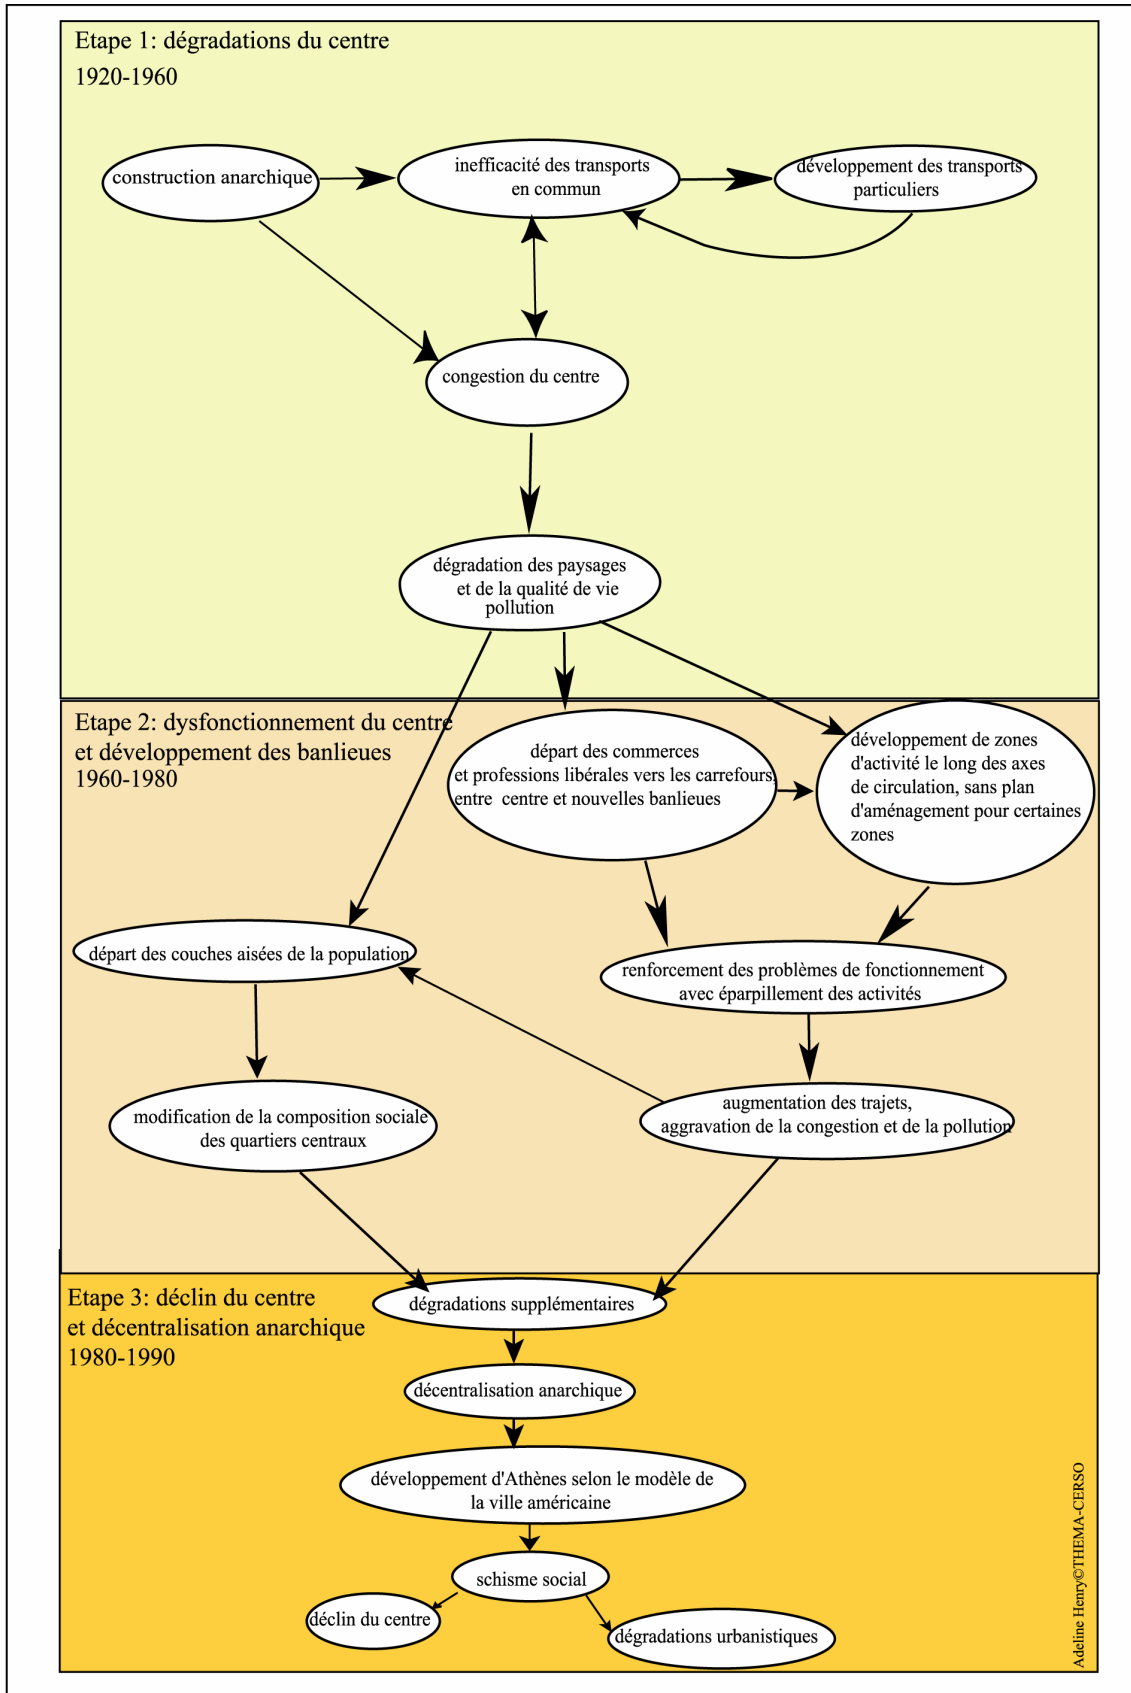 Etape 1: dégradations du centre
1920-1960
construction anarchique
inefficacité des transports
en commun
développement des transports
particuliers
congestion du centre
dégradation des paysages
et de la qualité de vie
pollution
Etape 2: dysfonctionnement du centre
et développement des banlieues
1960-1980
départ des commerces
et professions libérales vers les carrefours,
entre centre et nouvelles banlieues
développement de zones
d'activité le long des axes
de circulation, sans plan
d'aménagement pour certaines
zones
départ des couches aisées de la population
renforcement des problèmes de fonctionnement
avec éparpillement des activités
modification de la composition sociale
des quartiers centraux
augmentation des trajets,
aggravation de la congestion et de la pollution
Etape 3: déclin du centre
et décentralisation anarchique
1980-1990
dégradations supplémentaires
décentralisation anarchique
développement d'Athènes selon le modèle de
la ville américaine
schisme social
déclin du centre
dégradations urbanistiques
Adeline Henry©THEMA-CERSO